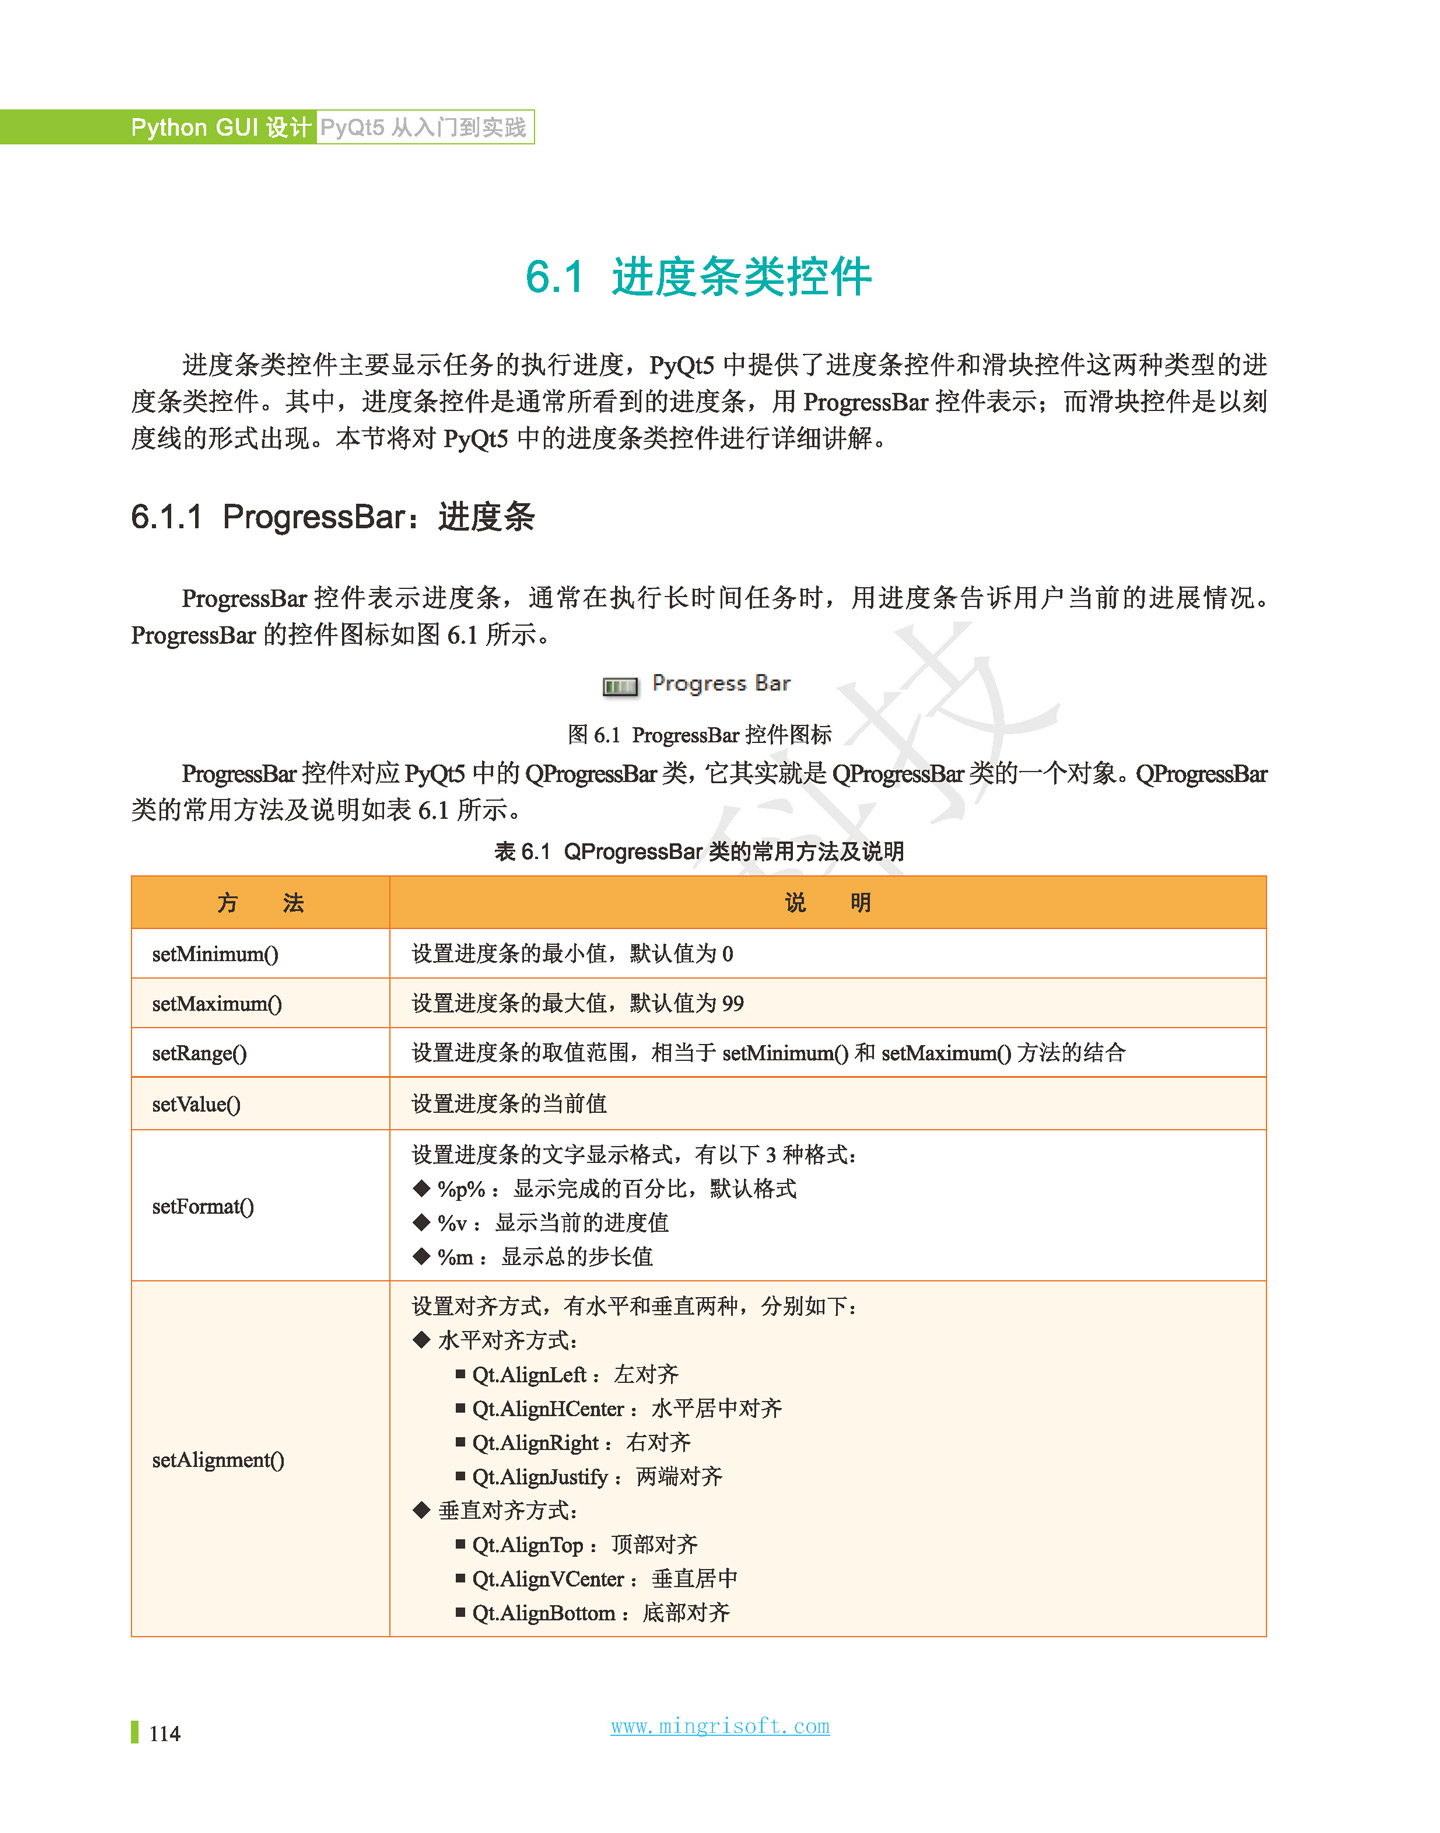 Python GUI 设计 PyQt5 从入门到实践
6.1 进度条类控件
进度条类控件主要显示任务的执行进度，PyQt5 中提供了进度条控件和滑块控件这两种类型的进
度条类控件。其中，进度条控件是通常所看到的进度条，用 ProgressBar 控件表示；而滑块控件是以刻
度线的形式出现。本节将对 PyQt5 中的进度条类控件进行详细讲解。
6.1.1 ProgressBar：进度条
ProgressBar 控件表示进度条，通常在执行长时间任务时，用进度条告诉用户当前的进展情况。
ProgressBar 的控件图标如图 6.1 所示。
Progress Bar
图 6.1 ProgressBar 控件图标
ProgressBar 控件对应 PyQt5 中的 QProgressBar 类，它其实就是 QProgressBar 类的一个对象。QProgressBar
类的常用方法及说明如表 6.1 所示。
科技
表 6.1 QProgressBar 类的常用方法及说明
方 法 说 明
setMinimum() 设置进度条的最小值，默认值为 0
setMaximum() 设置进度条的最大值，默认值为 99
setRange() 设置进度条的取值范围，相当于 setMinimum() 和 setMaximum() 方法的结合
setValue() 设置进度条的当前值
setFormat()
设置进度条的文字显示格式，有以下 3 种格式：
◆ %p%：显示完成的百分比，默认格式
◆ %v：显示当前的进度值
◆ %m：显示总的步长值
setAlignment()
设置对齐方式，有水平和垂直两种，分别如下：
◆ 水平对齐方式：
■ Qt.AlignLeft：左对齐
■ Qt.AlignHCenter：水平居中对齐
■ Qt.AlignRight：右对齐
■ Qt.AlignJustify：两端对齐
◆ 垂直对齐方式：
■ Qt.AlignTop：顶部对齐
■ Qt.AlignVCenter：垂直居中
■ Qt.AlignBottom：底部对齐
114
www.mingrisoft.com